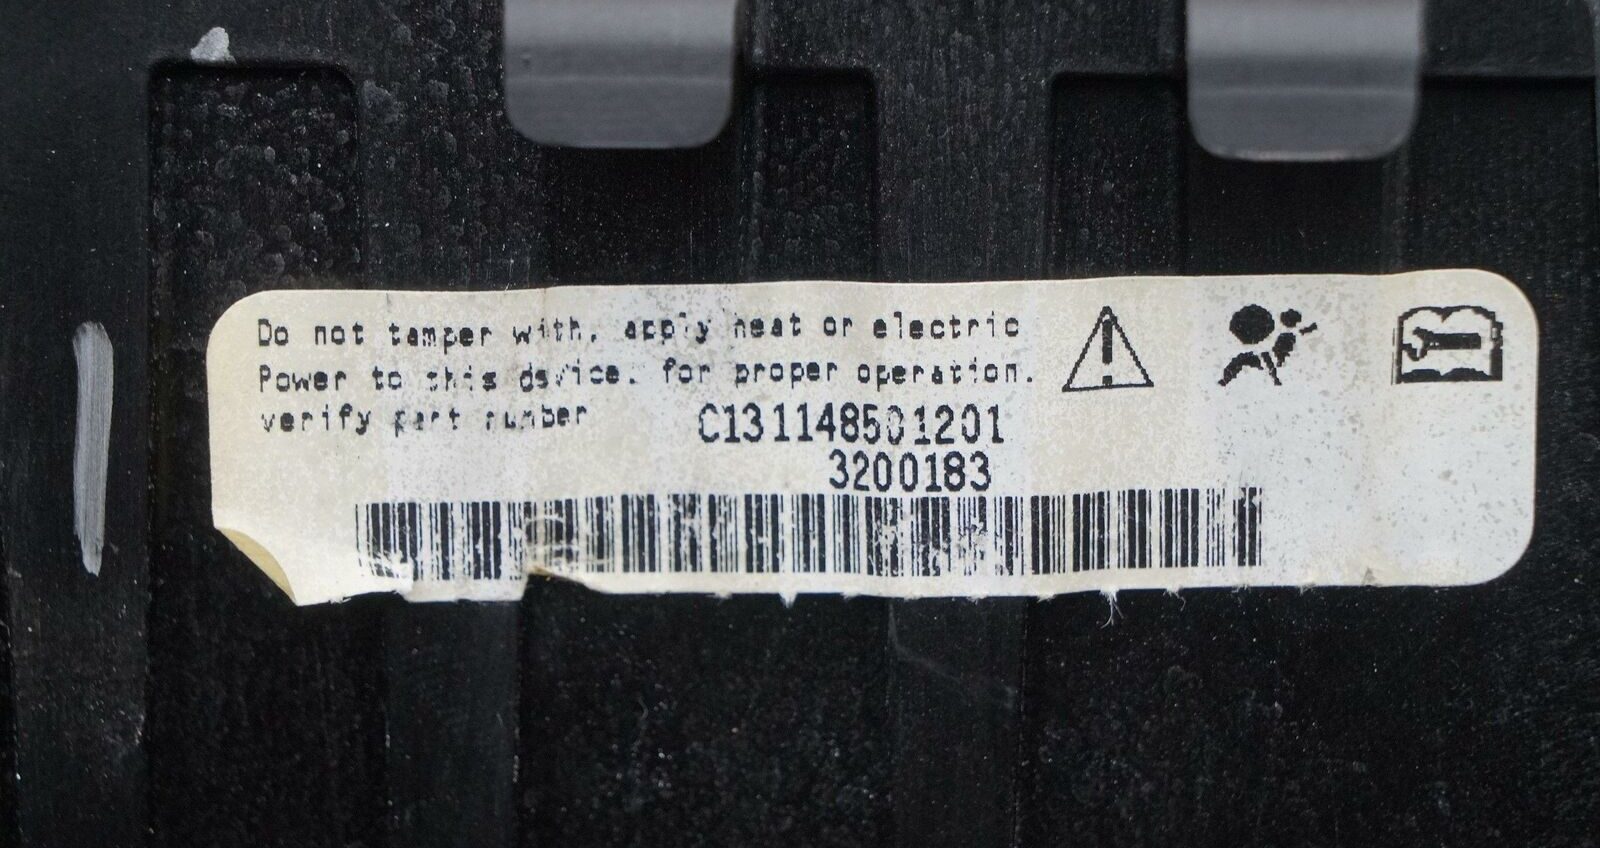 Do not tamper with, apply heat or electric
Power to this device. for proper operation.
verify part number C131148501201
3200183